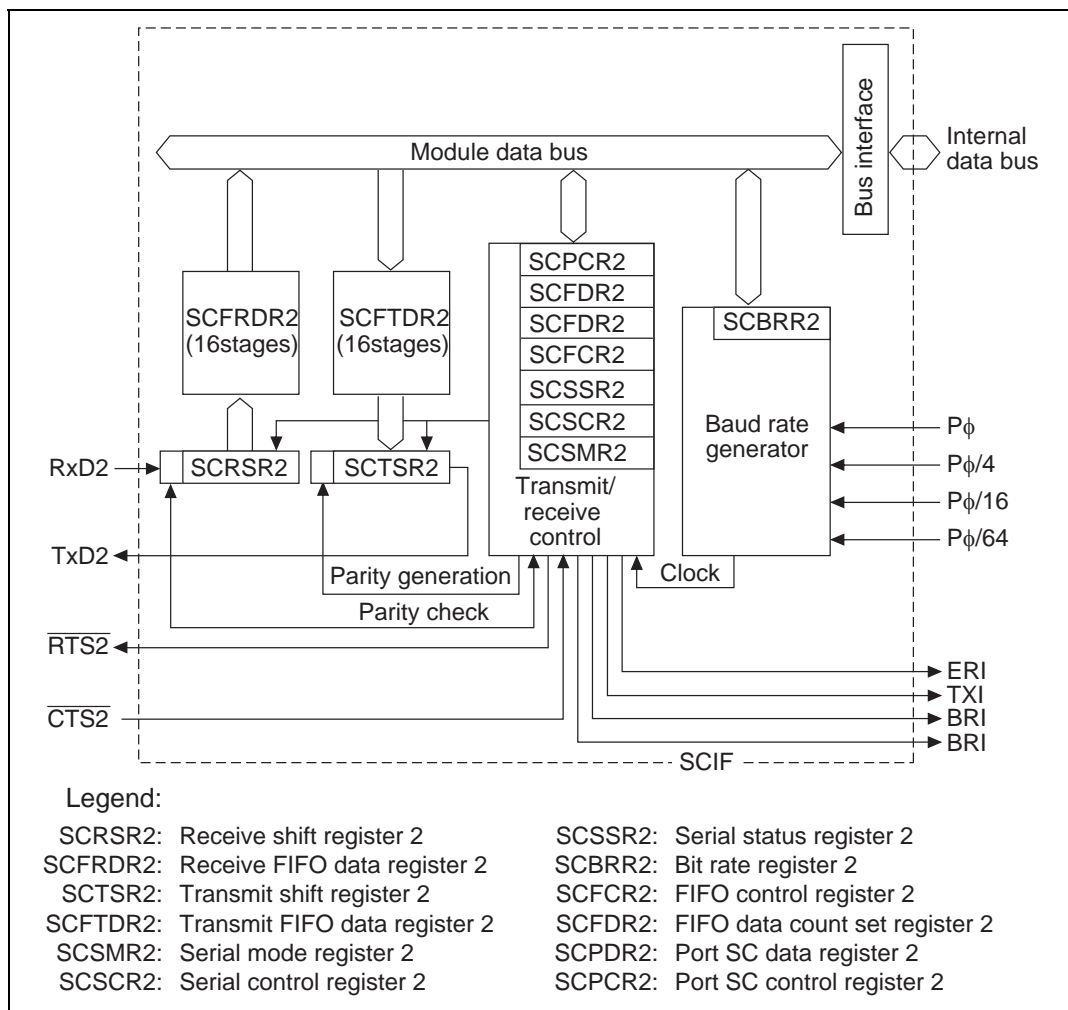 Module data bus
Bus interface
Internal
data bus
SCFRDR2
(16stages)
SCFTDR2
(16stages)
SCPCR2
SCFDR2
SCFDR2
SCFCR2
SCSSR2
SCSCR2
SCSMR2
Transmit/
receive
control
SCBRR2
Baud rate
generator
Pϕ
Pϕ/4
Pϕ/16
Pϕ/64
RxD2
SCRSR2
SCTSR2
TxD2
Parity generation
Parity check
Clock
RTS2
CTS2
ERI
TXI
BRI
BRI
SCIF
Legend:
SCRSR2: Receive shift register 2
SCFRDR2: Receive FIFO data register 2
SCTSR2: Transmit shift register 2
SCFTDR2: Transmit FIFO data register 2
SCSMR2: Serial mode register 2
SCSCR2: Serial control register 2
SCSSR2: Serial status register 2
SCBRR2: Bit rate register 2
SCFCR2: FIFO control register 2
SCFDR2: FIFO data count set register 2
SCPDR2: Port SC data register 2
SCPCR2: Port SC control register 2